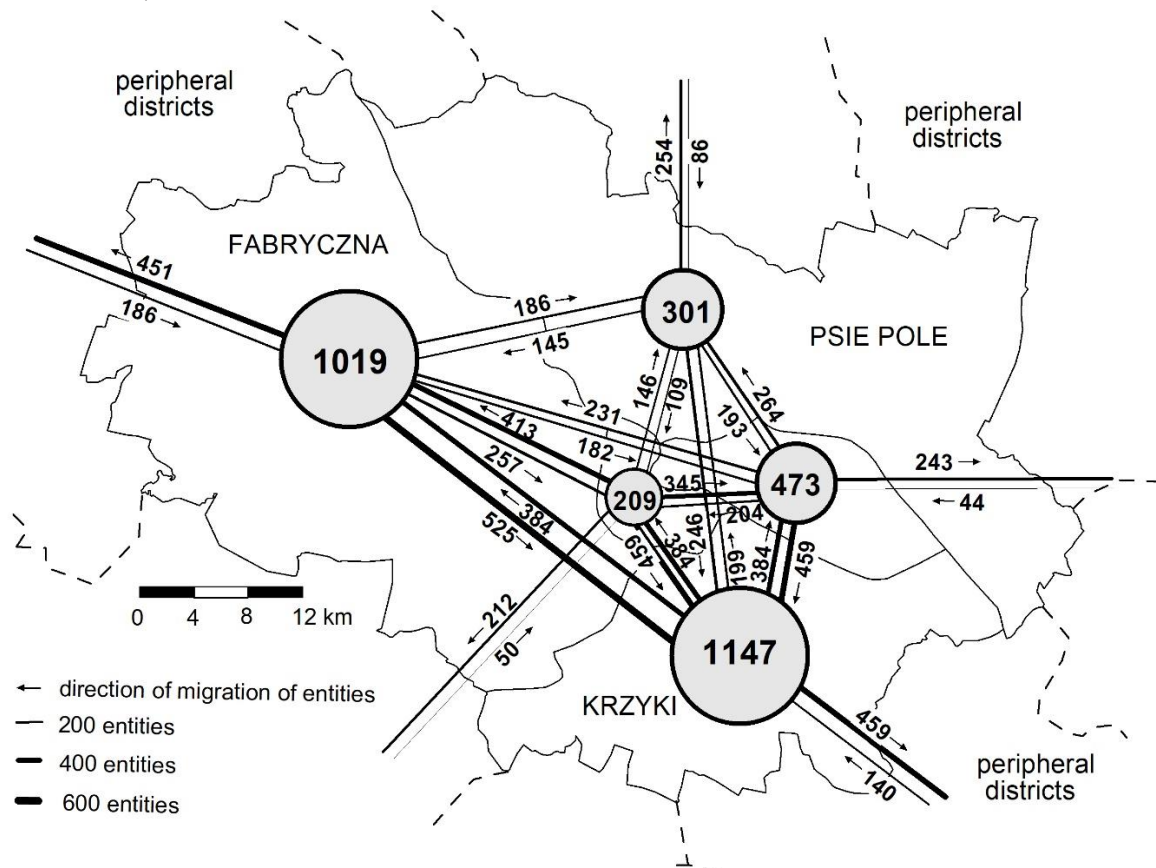 peripheral
districts
peripheral
districts
254
86
FABRYCZNA
451
186
186
145
301
PSIE POLE
1019
146
109
264
193
231
182
413
257
345
204
209
473
243
44
384
525
459
384
246
199
384
459
0 4 8 12 km
212
50
1147
KRZYKI
459
140
peripheral
districts
direction of migration of entities
200 entities
400 entities
600 entities